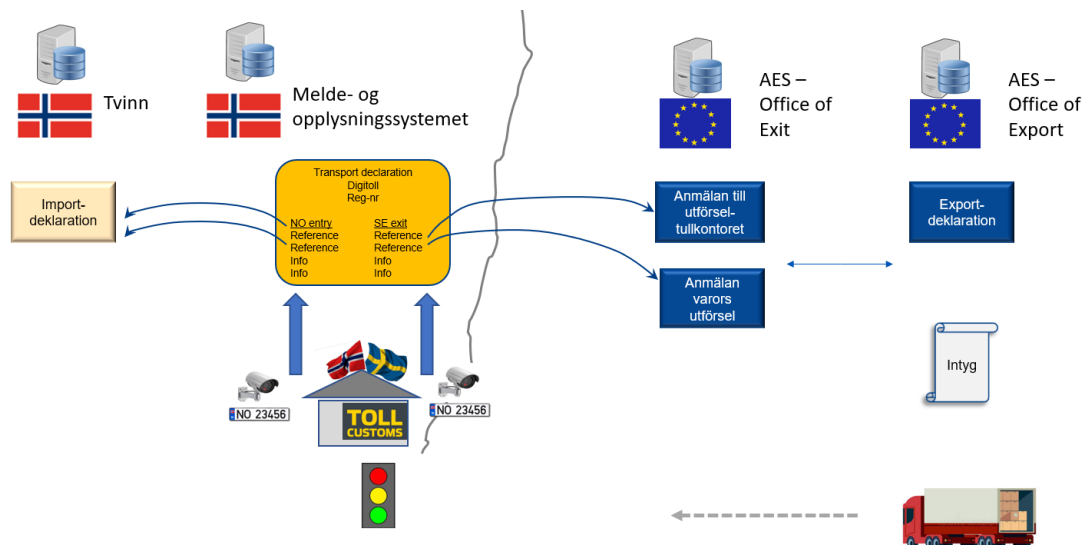 Tvinn
Melde- og
opplysningssystemet
AES –
Office of
Exit
AES –
Office of
Export
Import-
deklaration
Transport declaration
Digitoll
Reg-nr
NO entry
Reference
Reference
Info
Info
SE exit
Reference
Reference
Info
Info
Anmälan till
utförsel-
tullkontoret
Export-
deklaration
Anmälan
varors
utförsel
Intyg
NO 23456
TOLL
CUSTOMS
NO 23456